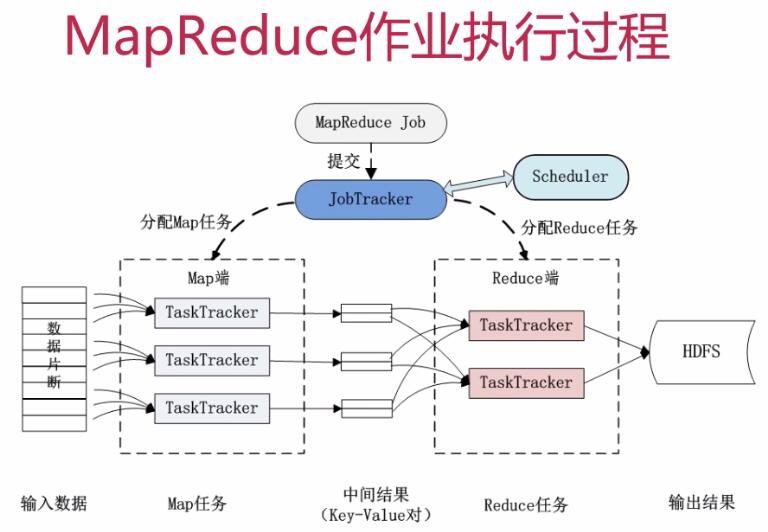 MapReduce作业执行过程
MapReduce Job
提交
JobTracker
Scheduler
分配Map任务
分配Reduce任务
Map端
Reduce端
数据片断
TaskTracker
TaskTracker
TaskTracker
TaskTracker
TaskTracker
HDFS
输入数据
Map任务
中间结果
(Key-Value对)
Reduce任务
输出结果